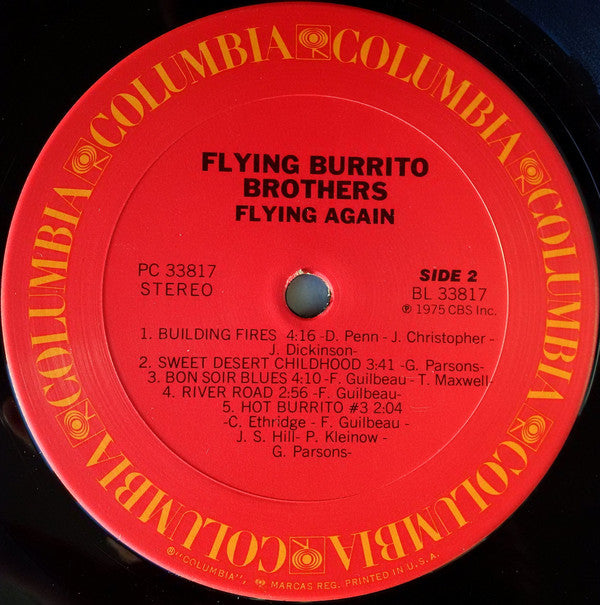 COLUMBIA COLUMBIA COLUMBIA COLUMBIA COLUMBIA COLUMBIA
FLYING BURRITO
BROTHERS
FLYING AGAIN
PC 33817
STEREO
SIDE 2
BL 33817
℗ 1975 CBS Inc.
1. BUILDING FIRES 4:16 -D. Penn - J. Christopher -
J. Dickinson-
2. SWEET DESERT CHILDHOOD 3:41 -G. Parsons-
3. BON SOIR BLUES 4:10 -F. Guilbeau- T. Maxwell-
4. RIVER ROAD 2:56 -F. Guilbeau-
5. HOT BURRITO #3 2:04
-C. Ethridge - F. Guilbeau -
J. S. Hill- P. Kleinow -
G. Parsons-
®"COLUMBIA", MARCAS REG. PRINTED IN U.S.A.